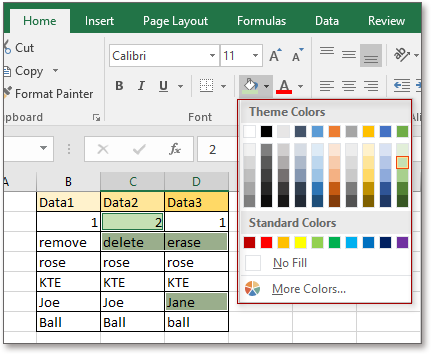 Home Insert Page Layout Formulas Data Review
Cut
Copy
Format Painter
Calibri 11 A A
B I U A
lipboard Font
fx 2
Theme Colors
Standard Colors
No Fill
More Colors...
B C D
Data1 Data2 Data3
1 2 1
remove delete erase
rose rose rose
KTE KTE KTE
Joe Joe Jane
Ball Ball ball